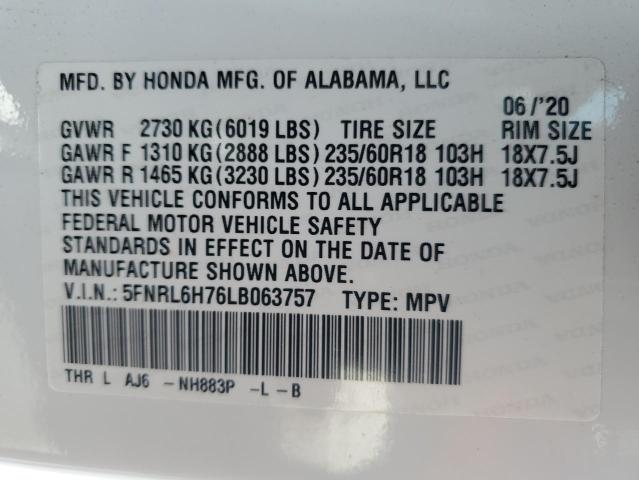 MFD. BY HONDA MFG. OF ALABAMA, LLC
06/'20
GVWR 2730 KG(6019 LBS) TIRE SIZE RIM SIZE
GAWR F 1310 KG(2888 LBS)235/60R18 103H 18X7.5J
GAWR R 1465 KG(3230 LBS)235/60R18 103H 18X7.5J
THIS VEHICLE CONFORMS TO ALL APPLICABLE
FEDERAL MOTOR VEHICLE SAFETY
STANDARDS IN EFFECT ON THE DATE OF
MANUFACTURE SHOWN ABOVE.
V.I.N.: 5FNRL6H76LB063757 TYPE: MPV
THR L AJ6 -NH883P -L-B